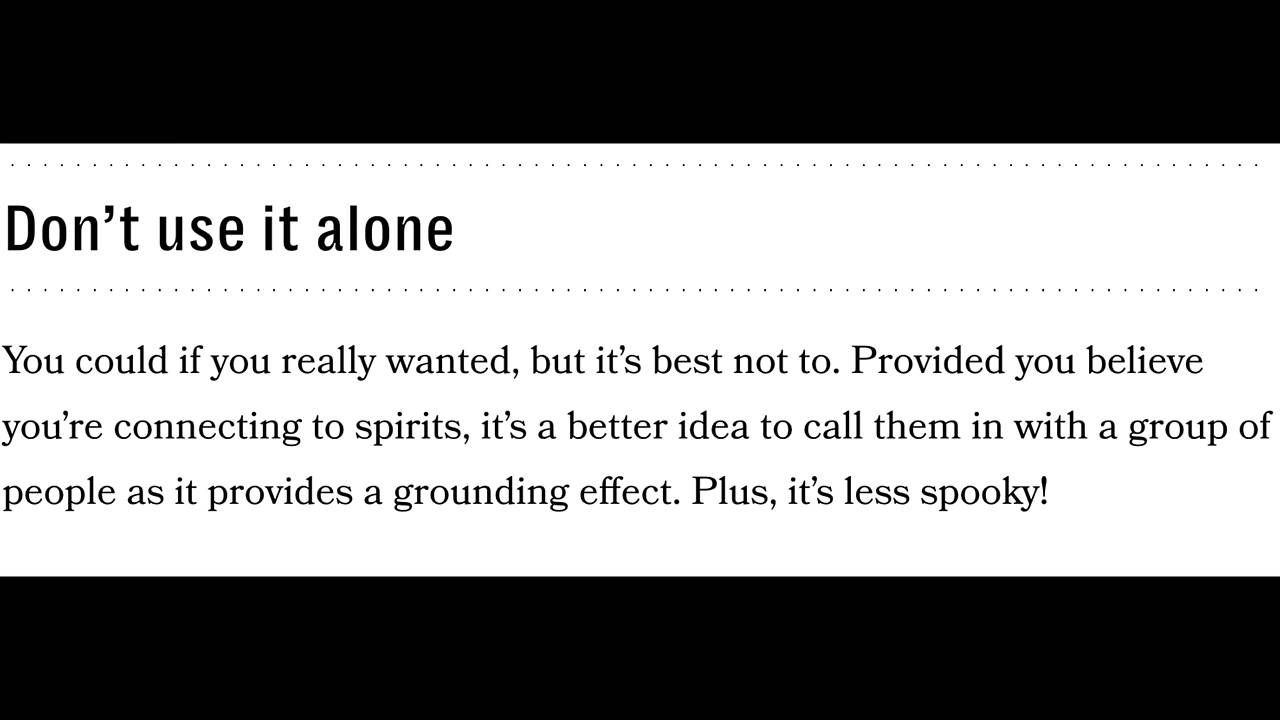 Don’t use it alone
You could if you really wanted, but it’s best not to. Provided you believe
you’re connecting to spirits, it’s a better idea to call them in with a group of
people as it provides a grounding effect. Plus, it’s less spooky!